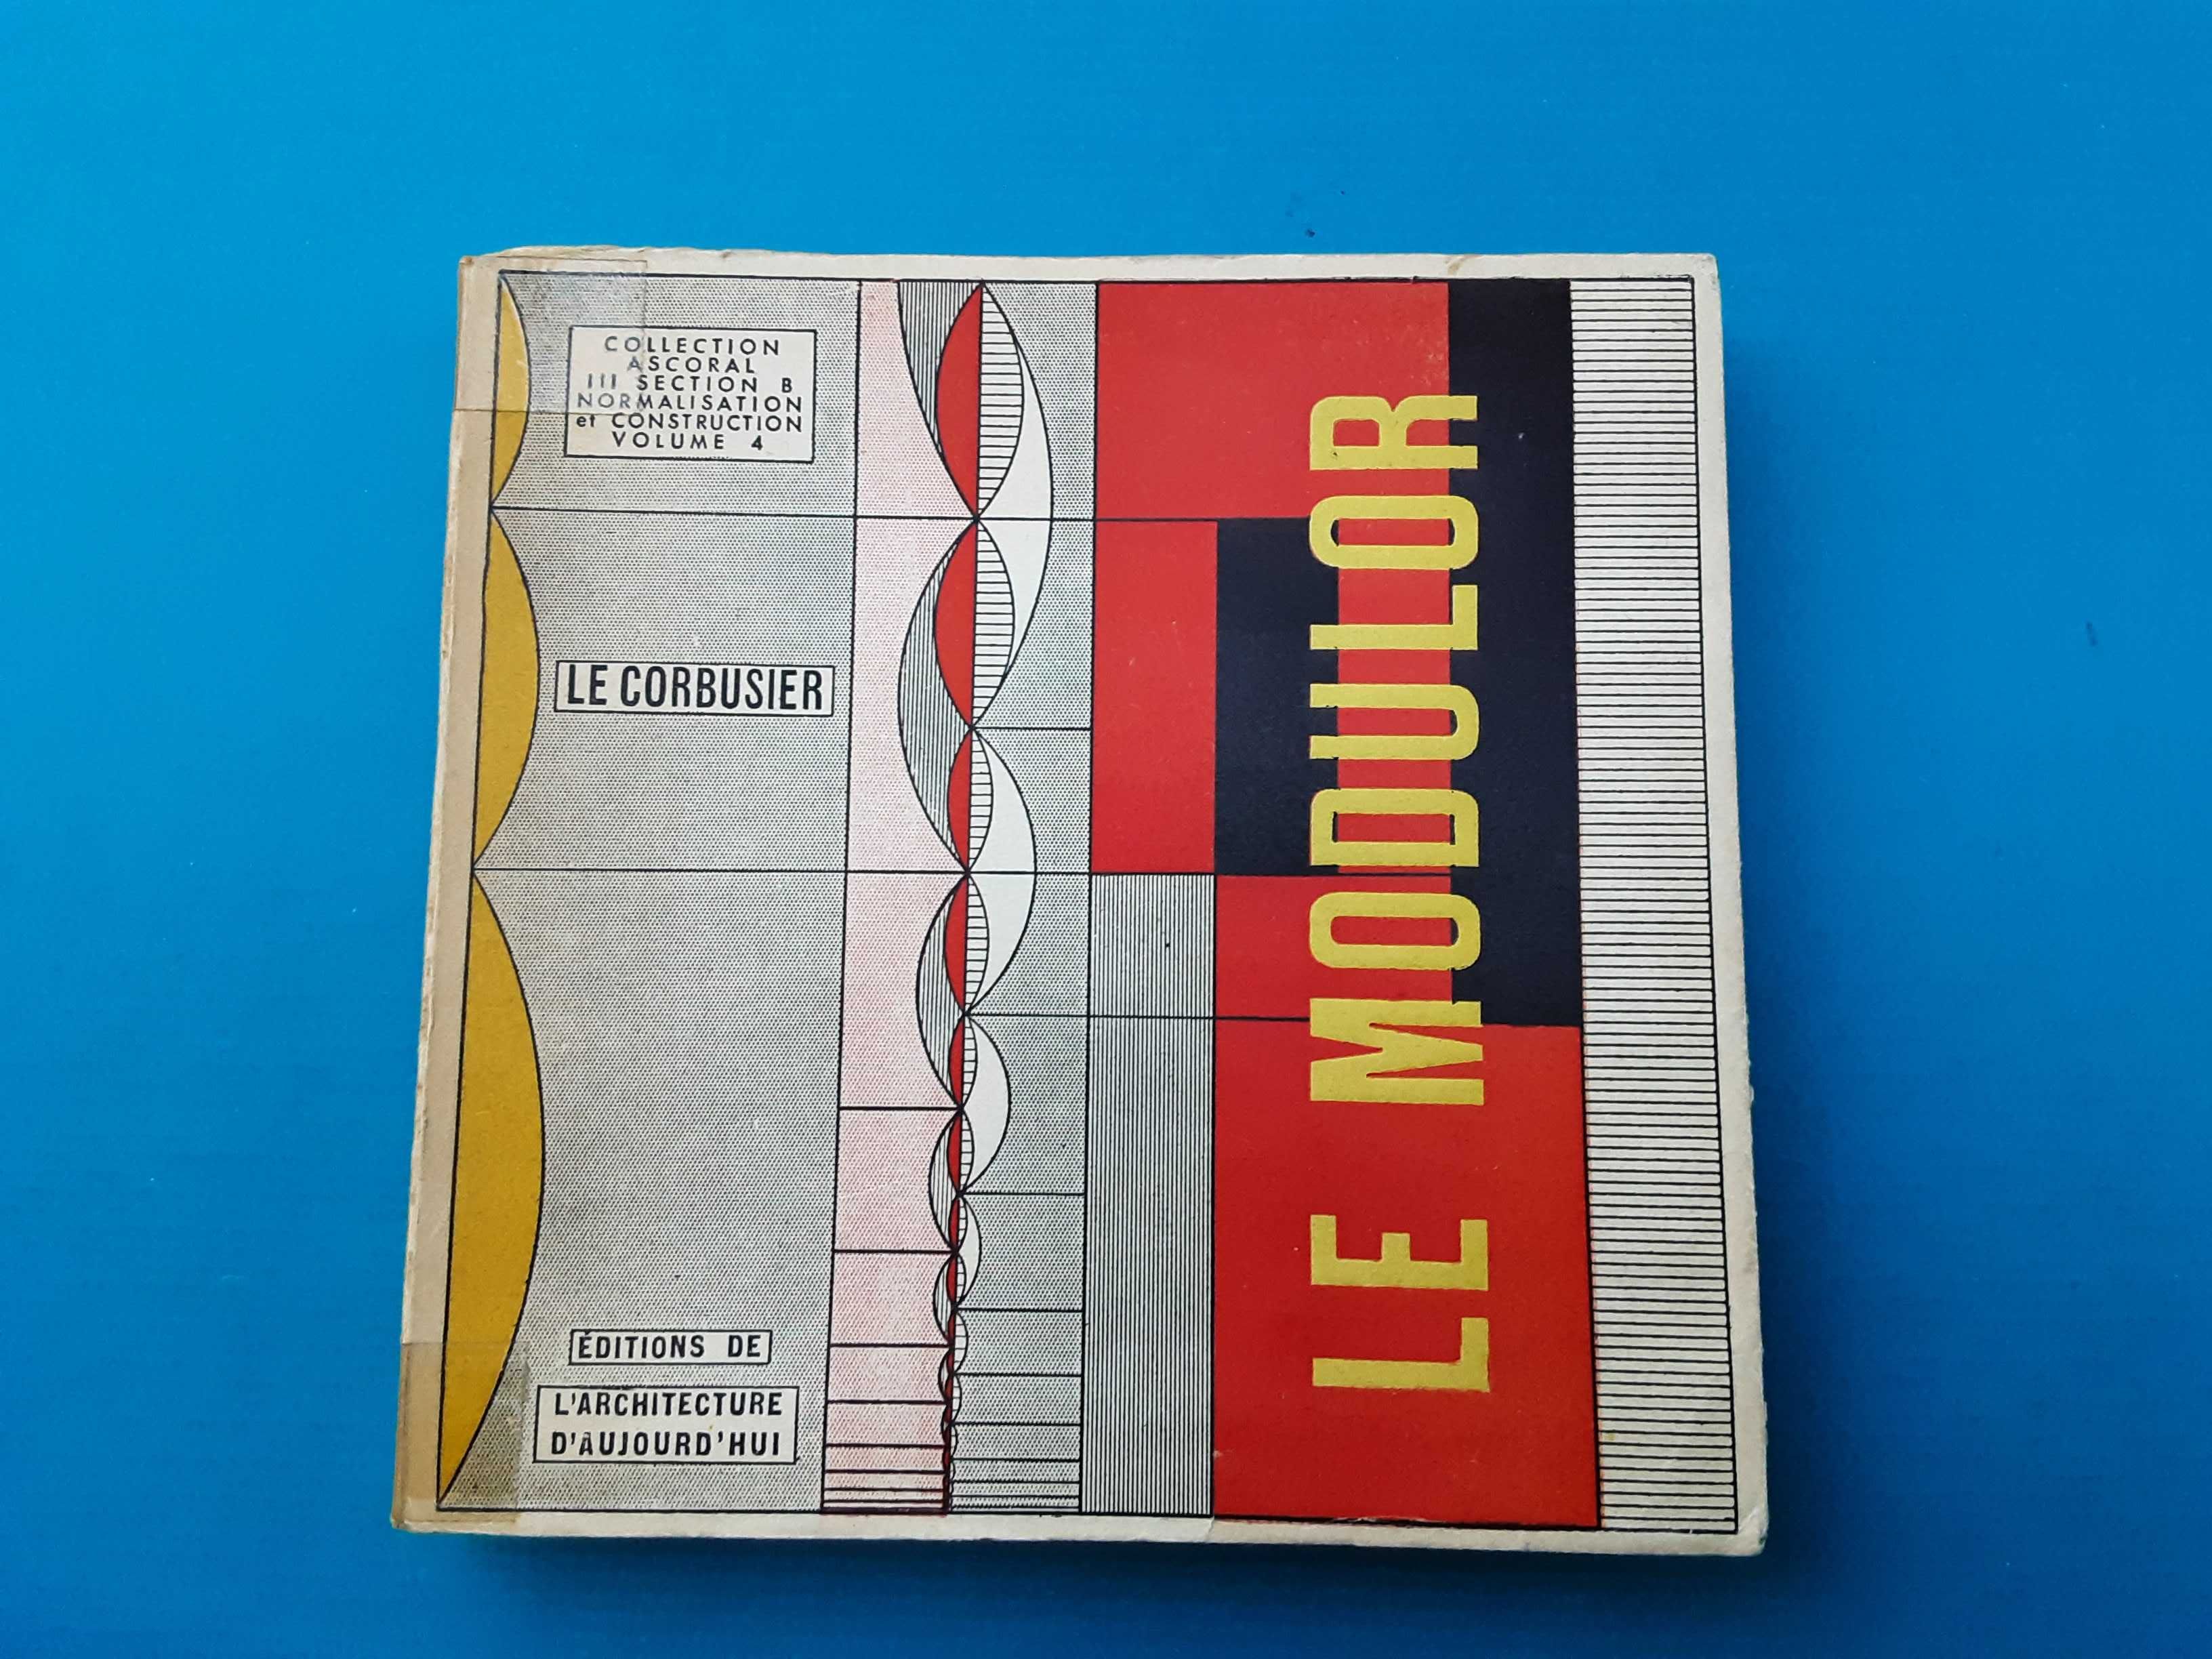 COLLECTION
ASCORAL
III SECTION B
NORMALISATION
et CONSTRUCTION
VOLUME 4
LE CORBUSIER
ÉDITIONS DE
L'ARCHITECTURE
D'AUJOURD'HUI
LE MODULOR